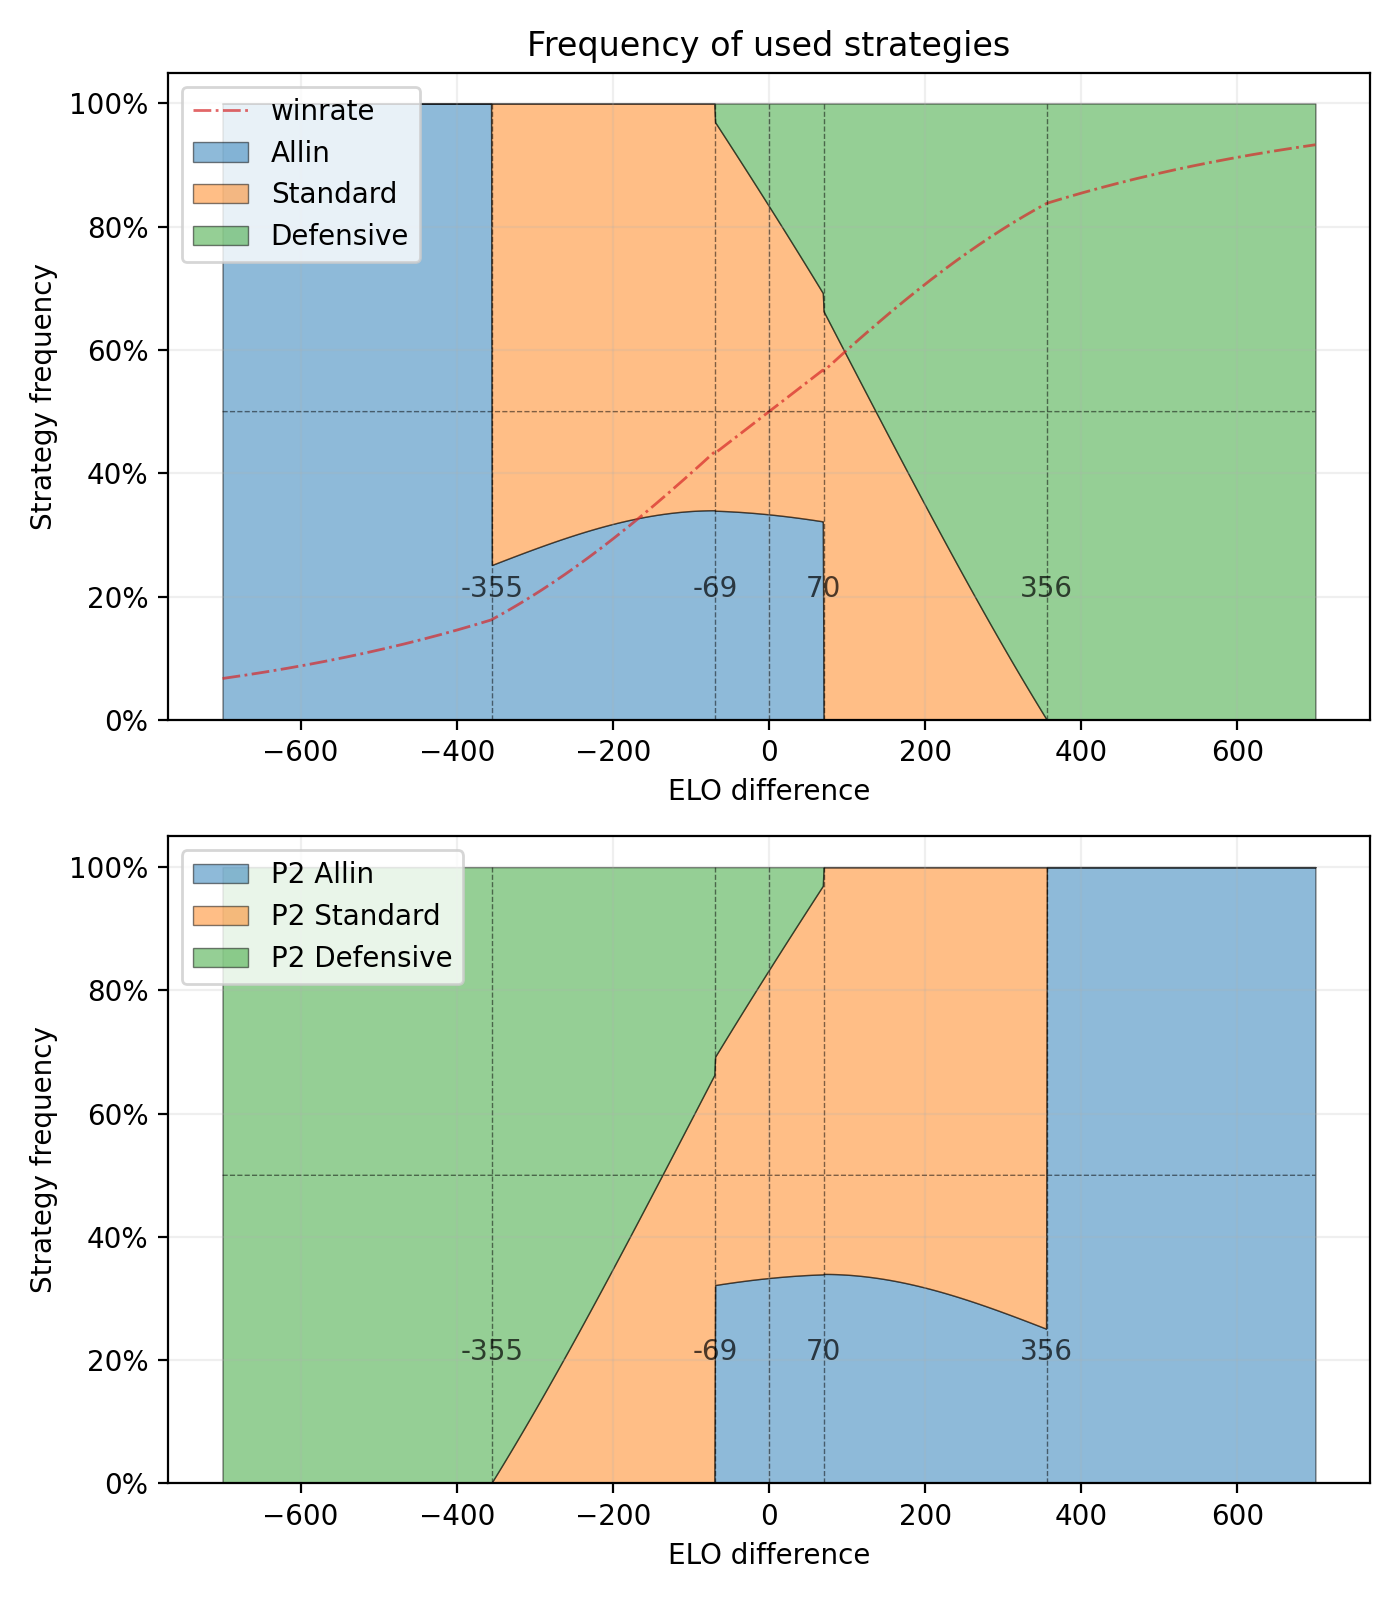 Frequency of used strategies
100%
80%
60%
40%
20%
0%
Strategy frequency
winrate
Allin
Standard
Defensive
-355
-69
70
356
−600
−400
−200
0
200
400
600
ELO difference
100%
80%
60%
40%
20%
0%
Strategy frequency
P2 Allin
P2 Standard
P2 Defensive
-355
-69
70
356
−600
−400
−200
0
200
400
600
ELO difference